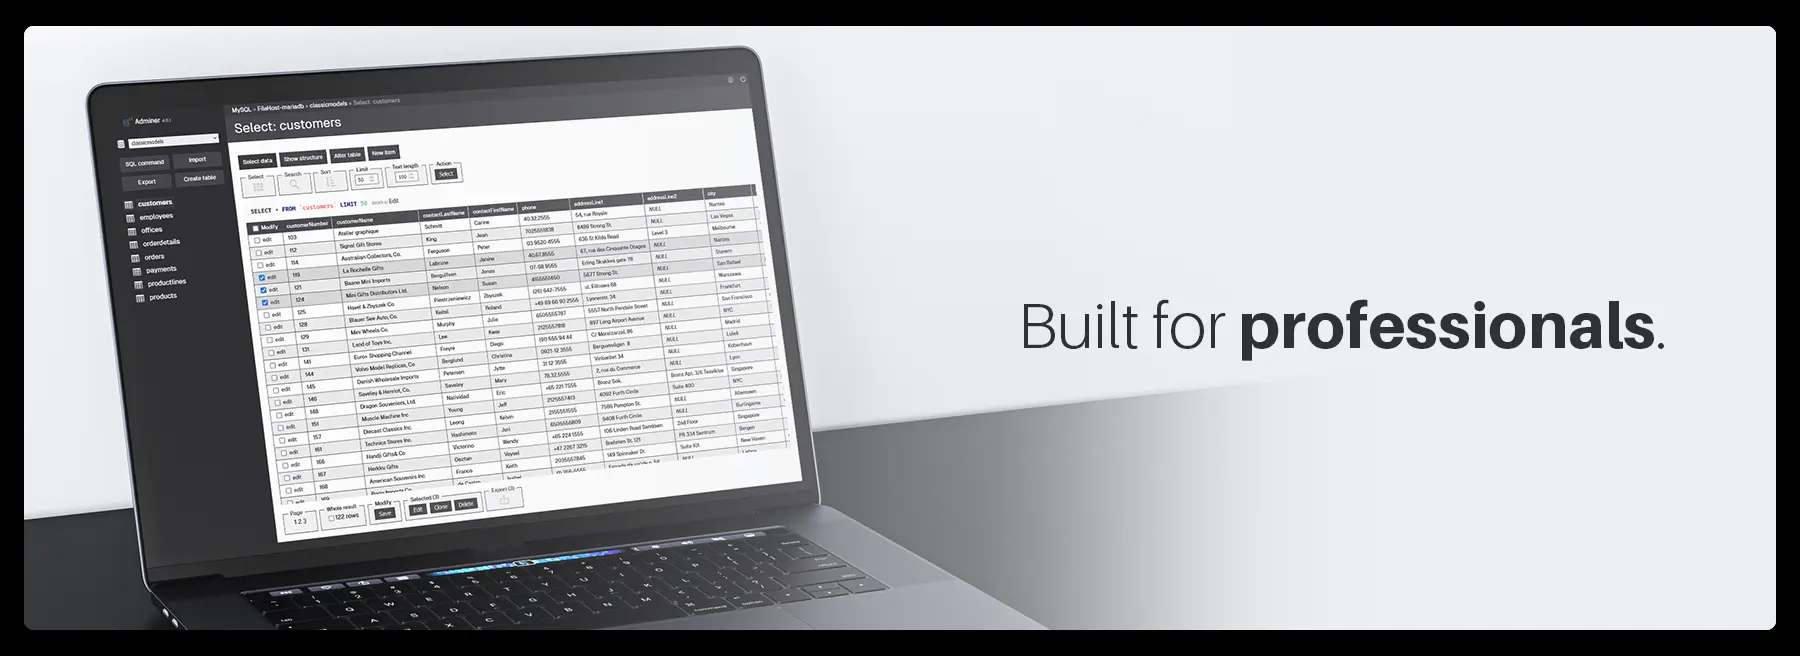 MySQL » FileHost-mariadb » classicmodels » Select: customers
Adminer
Select: customers
classicmodels
SQL command Import
Export Create table
Select data Show structure Alter table New item
Select Search Sort Limit Text length Action
50 100 Select
SELECT * FROM `customers` LIMIT 50 Edit
customers
employees
offices
orderdetails
orders
payments
productlines
products
Modify customerNumber customerName contactLastName contactFirstName phone addressLine1 addressLine2 city
edit 103 Atelier graphique Schmitt Carine 40.32.2555 54, rue Royale NULL Nantes
edit 112 Signal Gift Stores King Jean 7025551838 8489 Strong St. NULL Las Vegas
edit 114 Australian Collectors, Co. Ferguson Peter 03 9520 4555 636 St Kilda Road Level 3 Melbourne
edit 119 La Rochelle Gifts Labrune Janine 40.67.8555 67, rue des Cinquante Otages NULL Nantes
edit 121 Baane Mini Imports Bergulfsen Jonas 07-98 9555 Erling Skakkes gate 78 NULL Stavern
edit 124 Mini Gifts Distributors Ltd. Nelson Susan 4155551450 5677 Strong St. NULL San Rafael
edit 125 Havel & Zbyszek Co Piestrzeniewicz Zbyszek (26) 642-7555 ul. Filtrowa 68 NULL Warszawa
edit 128 Blauer See Auto, Co. Keitel Roland +49 69 66 90 2555 Lyonerstr. 34 NULL Frankfurt
edit 129 Mini Wheels Co. Murphy Julie 6505555787 5557 North Pendale Street NULL San Francisco
edit 131 Land of Toys Inc. Lee Kwai 2125557818 897 Long Airport Avenue NULL NYC
edit 141 Euro+ Shopping Channel Freyre Diego (91) 555 94 44 C/ Moralzarzal, 86 NULL Madrid
edit 144 Volvo Model Replicas, Co Berglund Christina 0921-12 3555 Berguvsvägen 8 NULL Luleå
edit 145 Danish Wholesale Imports Petersen Jytte 31 12 3555 Vinbæltet 34 NULL Kobenhavn
edit 146 Saveley & Henriot, Co. Saveley Mary 78.32.5555 2, rue du Commerce NULL Lyon
edit 148 Dragon Souveniers, Ltd. Natividad Eric +65 221 7555 Bronz Sok. Bronz Apt. 3/6 Tesvikiye Singapore
edit 151 Muscle Machine Inc Young Jeff 2125557413 4092 Furth Circle Suite 400 NYC
edit 157 Diecast Classics Inc. Leong Kelvin 2155551555 7586 Pompton St. NULL Allentown
edit 161 Technics Stores Inc. Hashimoto Juri 6505556809 9408 Furth Circle NULL Burlingame
edit 166 Handji Gifts& Co Victorino Wendy +65 224 1555 106 Linden Road Sandown 2nd Floor Singapore
edit 167 Herkku Gifts Oeztan Veysel +47 2267 3215 Brehmen St. 121 PR 334 Sentrum Bergen
edit 168 American Souvenirs Inc Franco Keith 2035557845 149 Spinnaker Dr. Suite 101 New Haven
Page Whole result Modify Selected (3) Export (3)
1 2 3 122 rows Save Edit Clone Delete
Built for professionals.